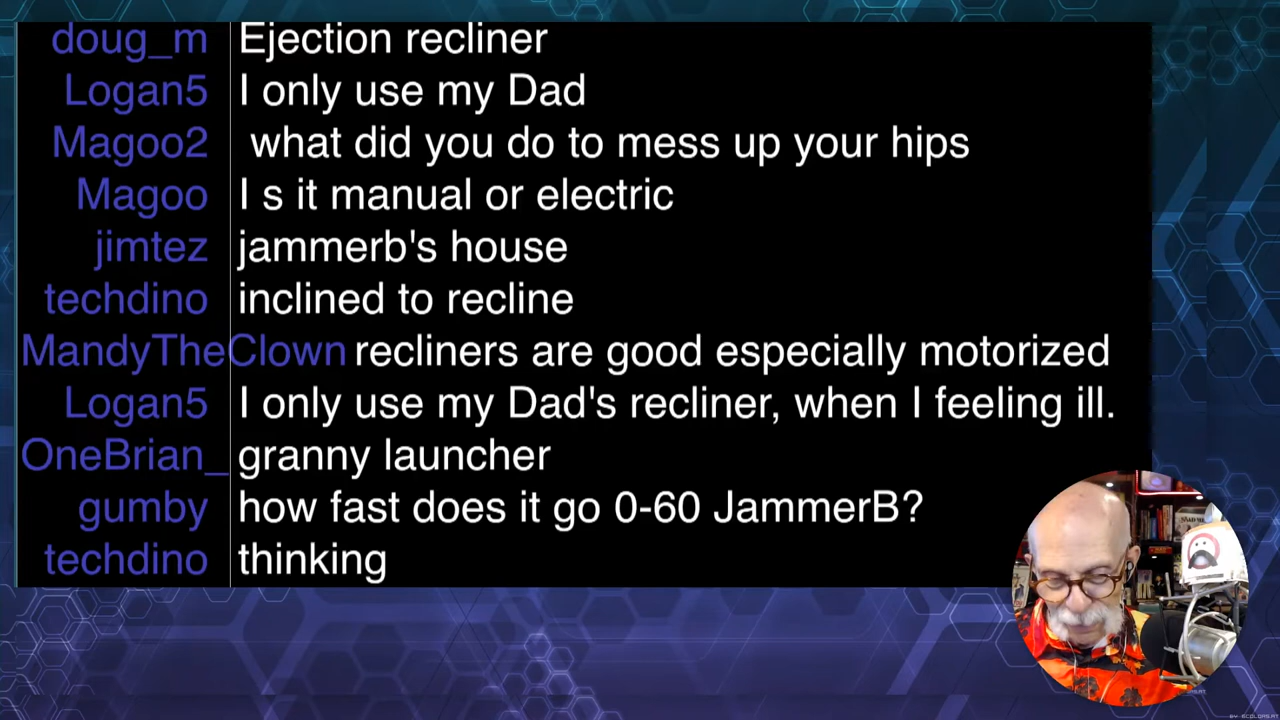 doug_m Ejection recliner
Logan5 I only use my Dad
Magoo2 what did you do to mess up your hips
Magoo I s it manual or electric
jimtez jammerb's house
techdino inclined to recline
MandyTheClown recliners are good especially motorized
Logan5 I only use my Dad's recliner, when I feeling ill.
OneBrian_ granny launcher
gumby how fast does it go 0-60 JammerB?
techdino thinking